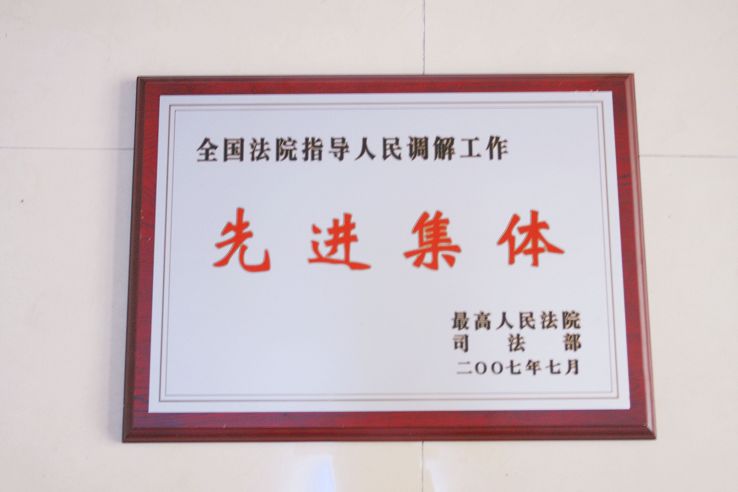 全国法院指导人民调解工作
先进集体
最高人民法院
司法部
二〇〇七年七月